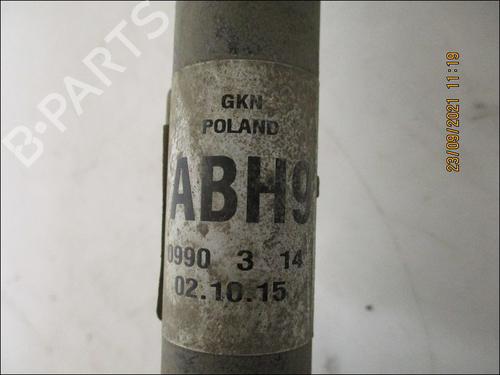 B-PARTS
GKN
POLAND
ABH9
0990 3 14
02.10.15
23/09/2021 11:19